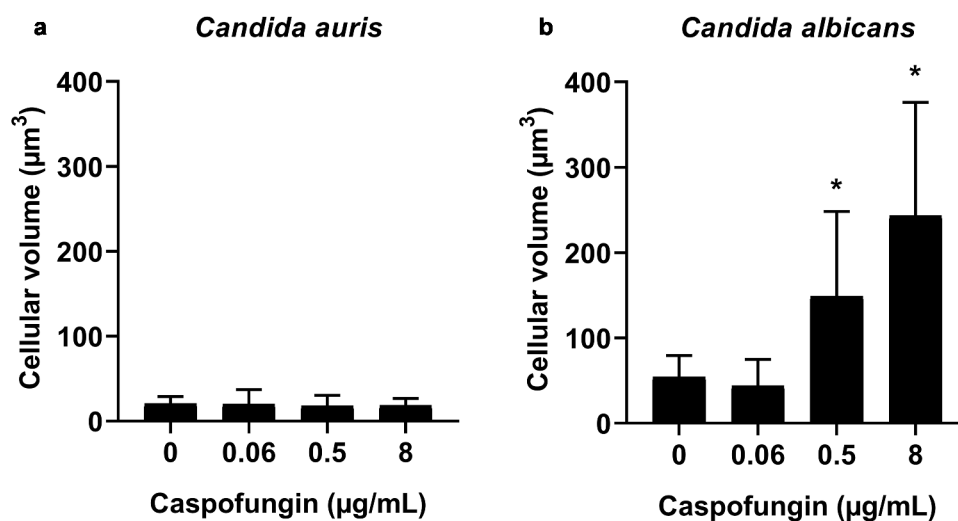 a Candida auris
Cellular volume (µm³)
400
300
200
100
0
0 0.06 0.5 8
Caspofungin (µg/mL)
b Candida albicans
Cellular volume (µm³)
400
300
200
100
0
* *
0 0.06 0.5 8
Caspofungin (µg/mL)